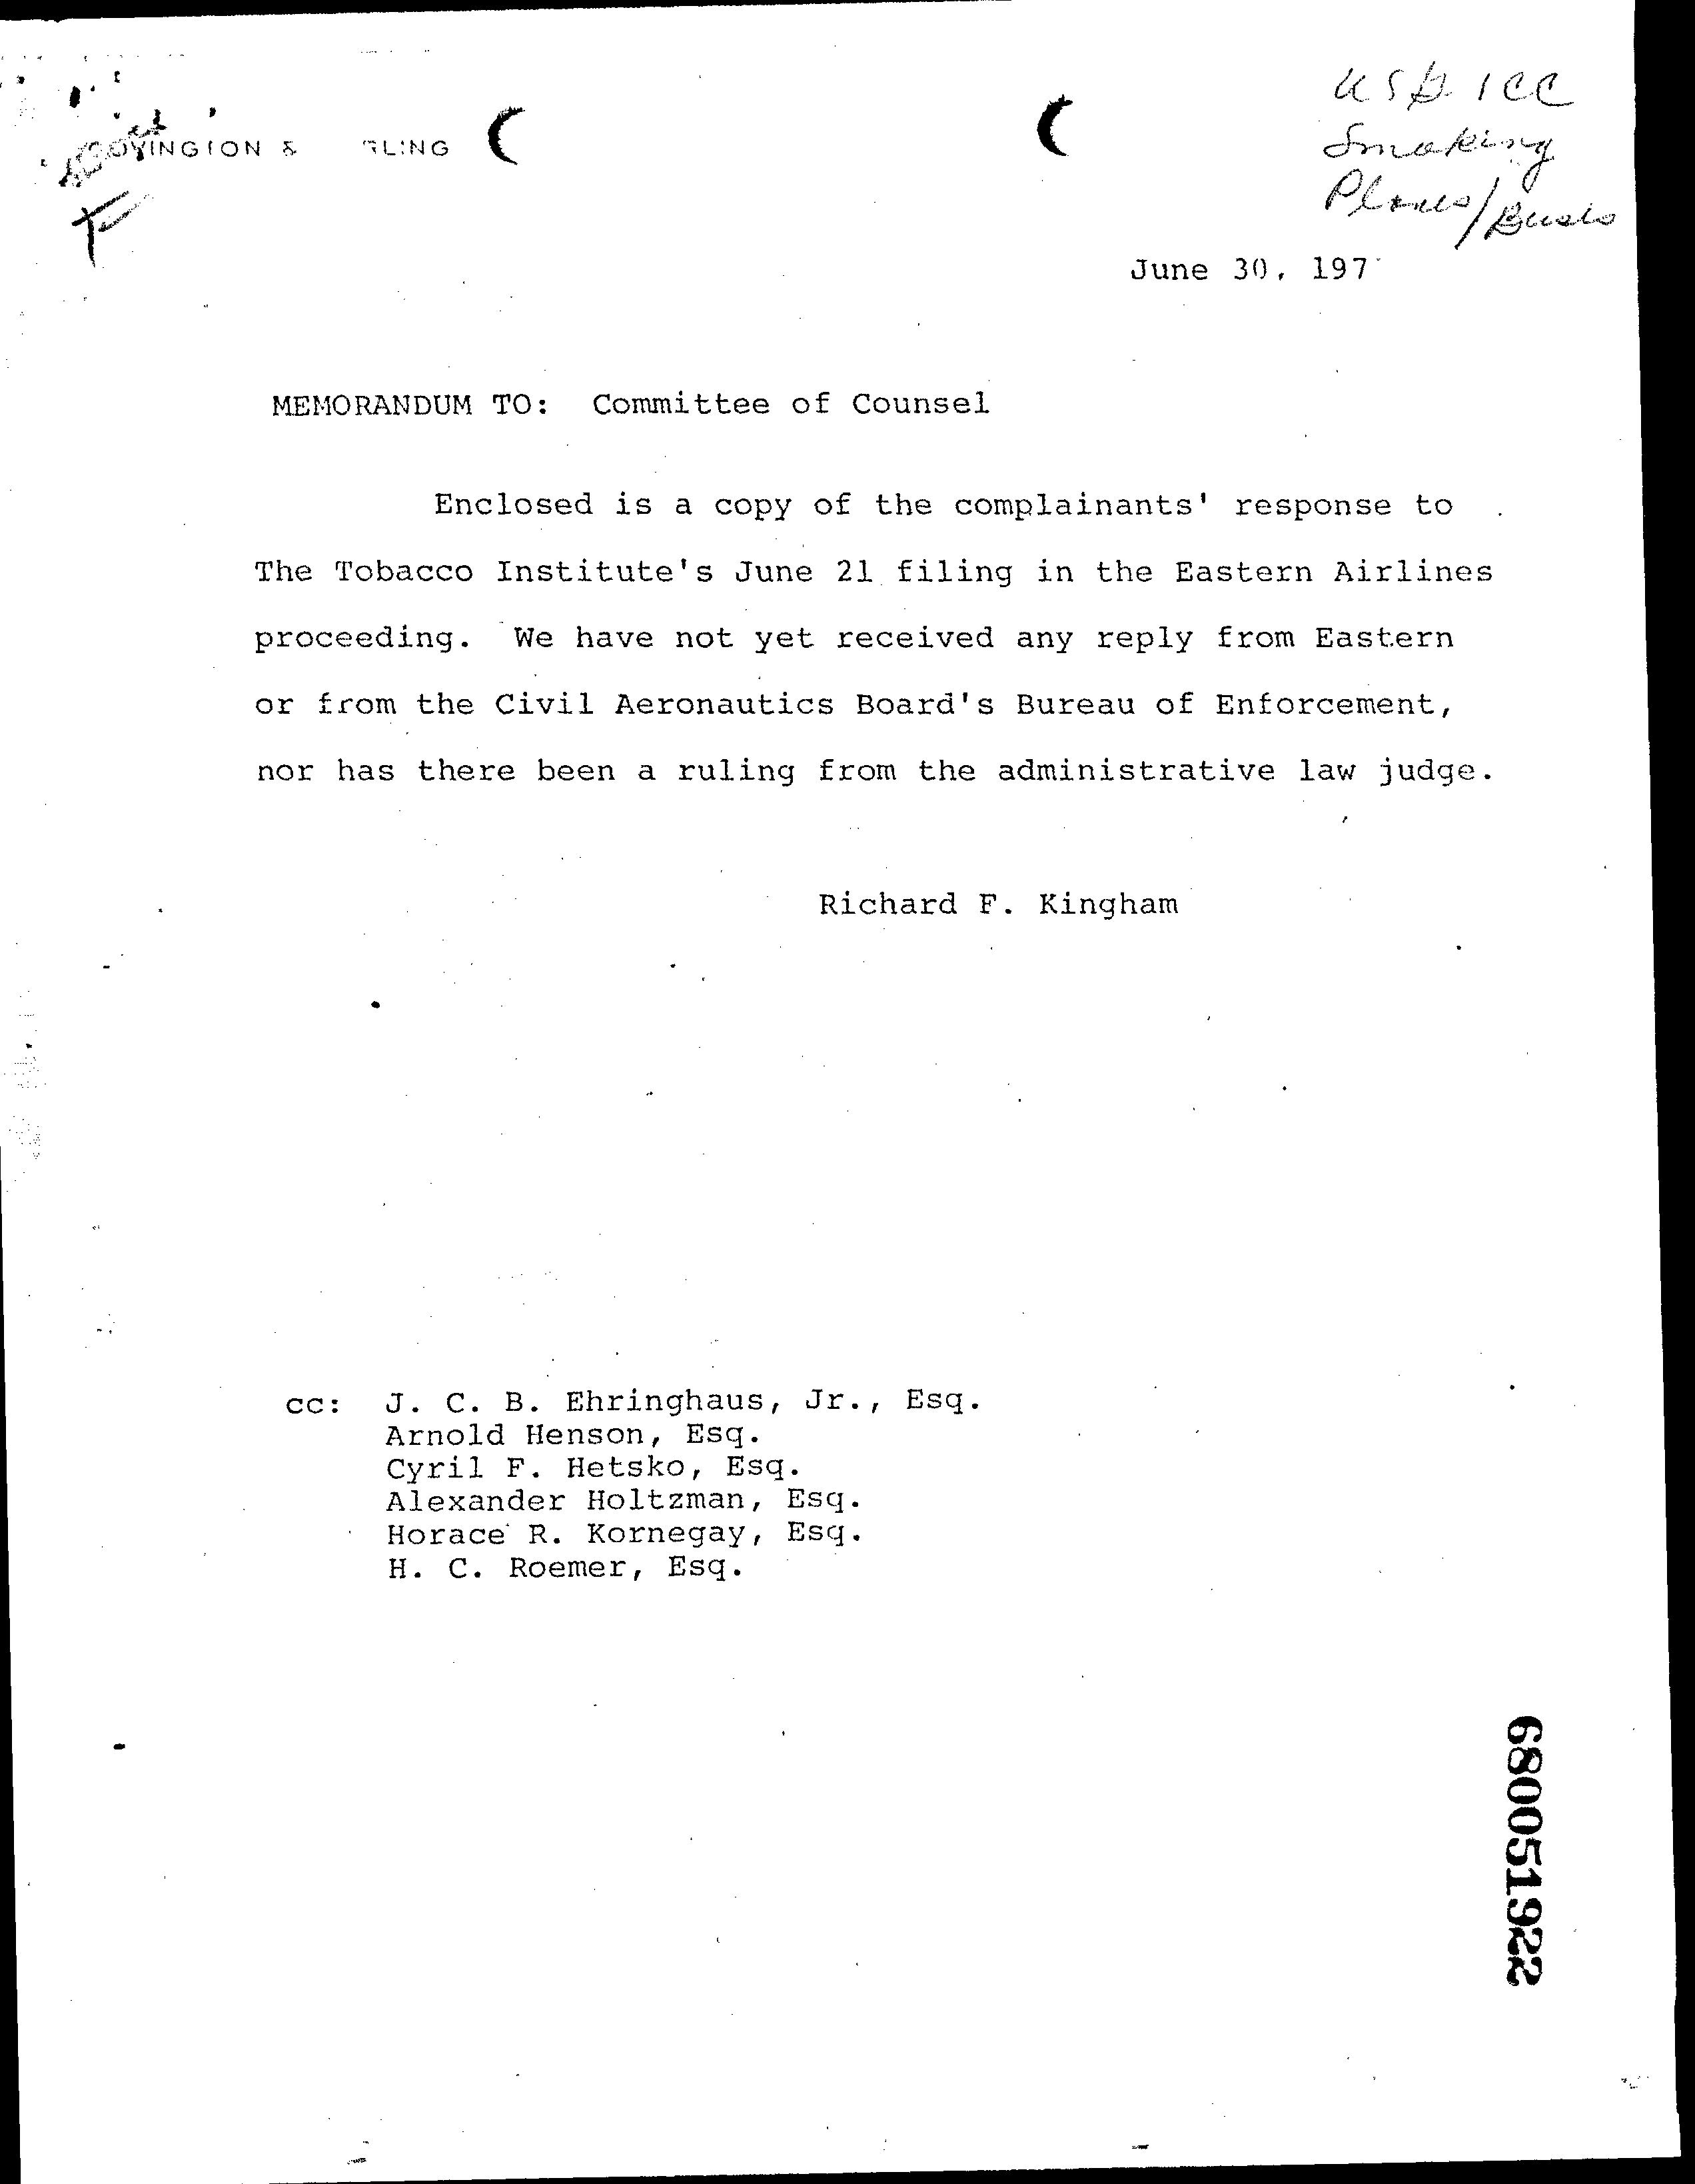 ICC
Smoking
Planes/Buses
COVINGTON & RLING
June 30, 197
MEMORANDUM TO: Committee of Counsel
Enclosed is a copy of the complainants' response to
The Tobacco Institute's June 21 filing in the Eastern Airlines
proceeding. We have not yet received any reply from Eastern
or from the Civil Aeronautics Board's Bureau of Enforcement,
nor has there been a ruling from the administrative law judge.
Richard F. Kingham
cc: J. C. B. Ehringhaus, Jr., Esq.
Arnold Henson, Esq.
Cyril F. Hetsko, Esq.
Alexander Holtzman, Esq.
Horace R. Kornegay, Esq.
H. C. Roemer, Esq.
680051922